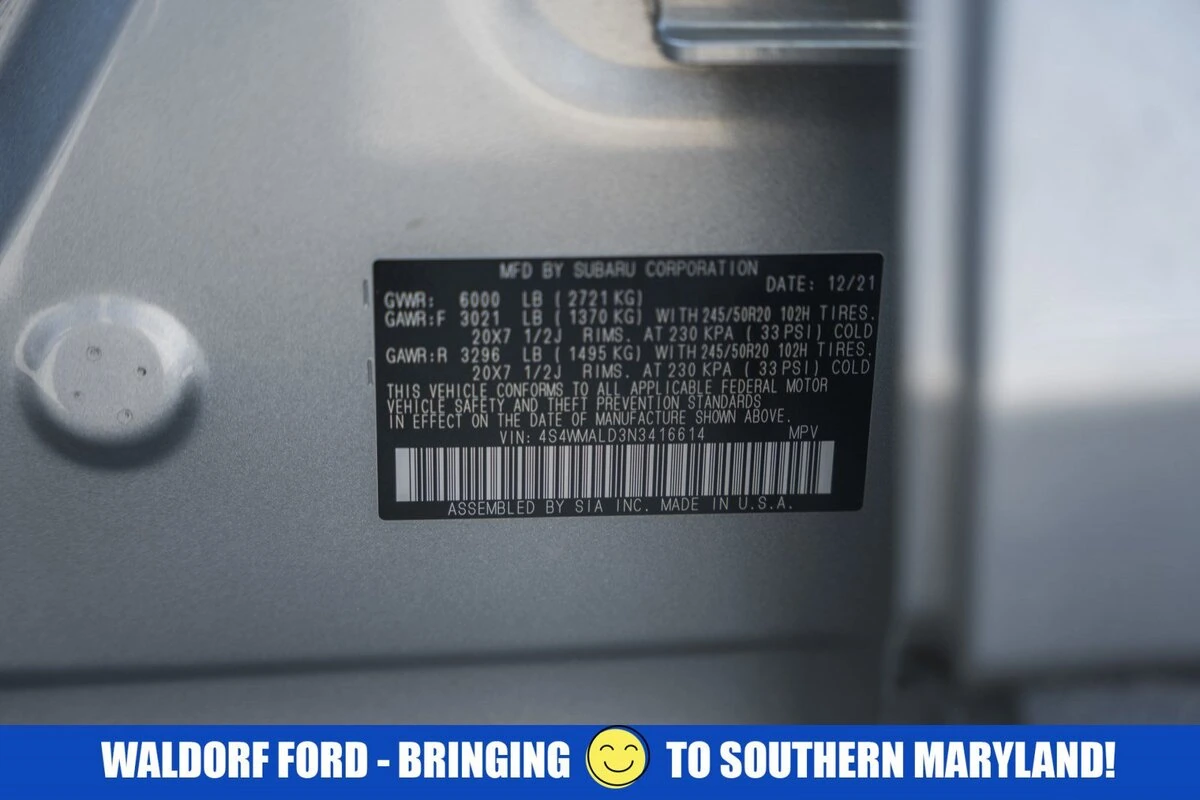 MFD BY SUBARU CORPORATION
DATE: 12/21
GVWR: 6000 LB ( 2721 KG)
GAWR:F 3021 LB ( 1370 KG) WITH 245/50R20 102H TIRES.
20X7 1/2J RIMS. AT 230 KPA ( 33 PSI) COLD
GAWR:R 3296 LB ( 1495 KG) WITH 245/50R20 102H TIRES.
20X7 1/2J RIMS. AT 230 KPA ( 33 PSI) COLD
THIS VEHICLE CONFORMS TO ALL APPLICABLE FEDERAL MOTOR
VEHICLE SAFETY AND THEFT PREVENTION STANDARDS
IN EFFECT ON THE DATE OF MANUFACTURE SHOWN ABOVE.
VIN: 4S4WMALD3N3416614 MPV
ASSEMBLED BY SIA INC. MADE IN U.S.A.
WALDORF FORD - BRINGING TO SOUTHERN MARYLAND!